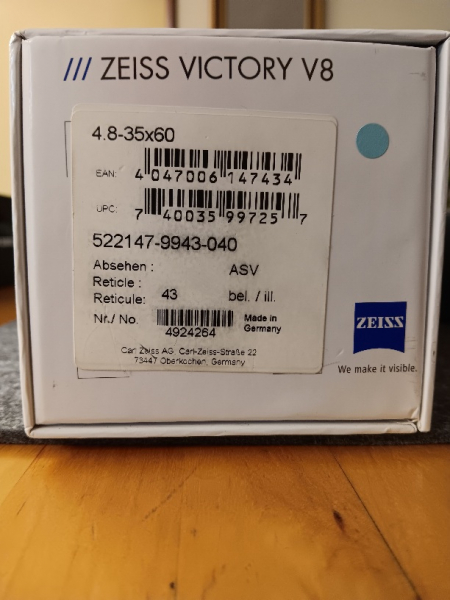 /// ZEISS VICTORY V8
4.8-35x60
EAN: 4 047006 147434
UPC: 7 40035 99725 7
522147-9943-040
Absehen : ASV
Reticle :
Reticule: 43 bel. / ill.
Nr./ No. 4924264 Made in
Germany
Carl Zeiss AG Carl-Zeiss-Straße 22
73447 Oberkochen, Germany
ZEISS
We make it visible.